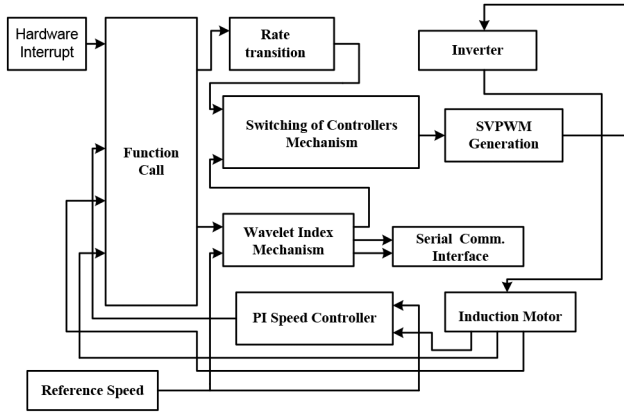 Hardware
Interrupt
Function
Call
Rate
transition
Switching of Controllers
Mechanism
SVPWM
Generation
Inverter
Wavelet Index
Mechanism
Serial Comm.
Interface
PI Speed Controller
Induction Motor
Reference Speed